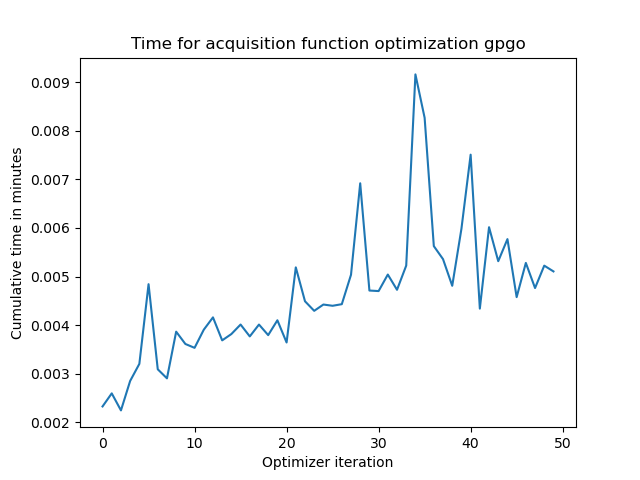 Time for acquisition function optimization gpgo
Cumulative time in minutes
0.009
0.008
0.007
0.006
0.005
0.004
0.003
0.002
0 10 20 30 40 50
Optimizer iteration